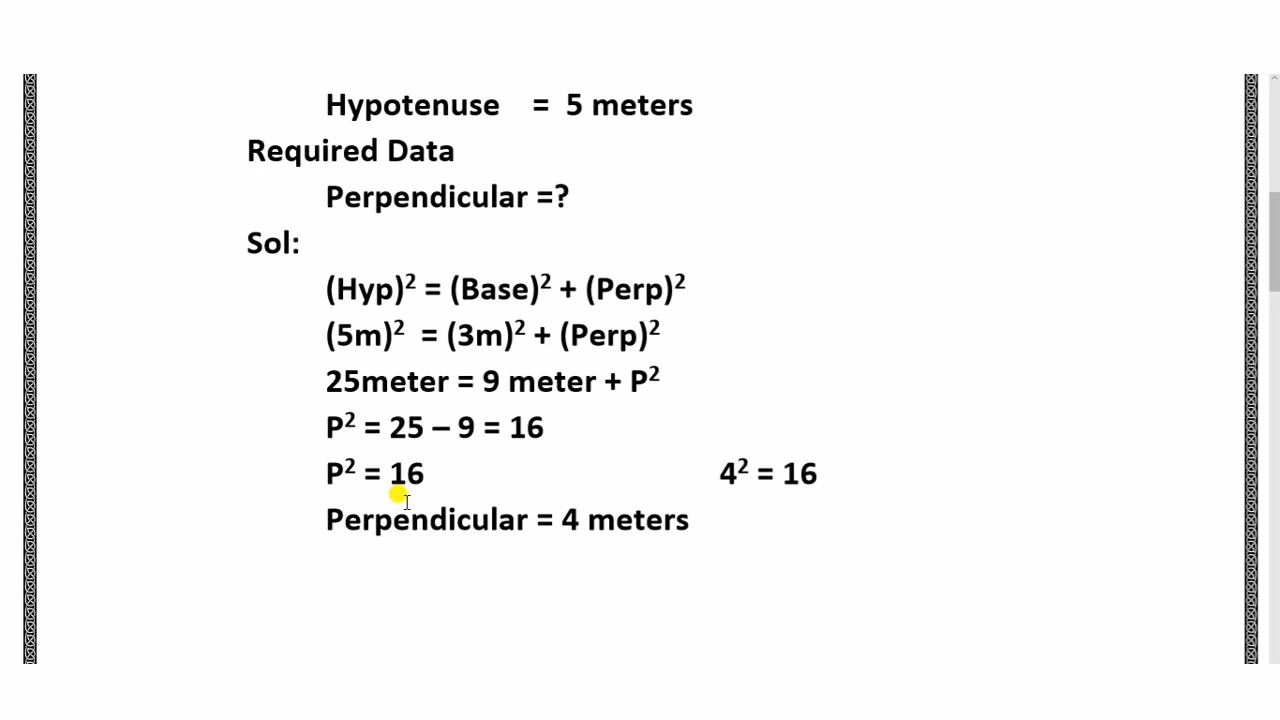 Hypotenuse = 5 meters
Required Data
Perpendicular =?
Sol:
(Hyp)² = (Base)² + (Perp)²
(5m)² = (3m)² + (Perp)²
25meter = 9 meter + P²
P² = 25 – 9 = 16
P² = 16 4² = 16
Perpendicular = 4 meters